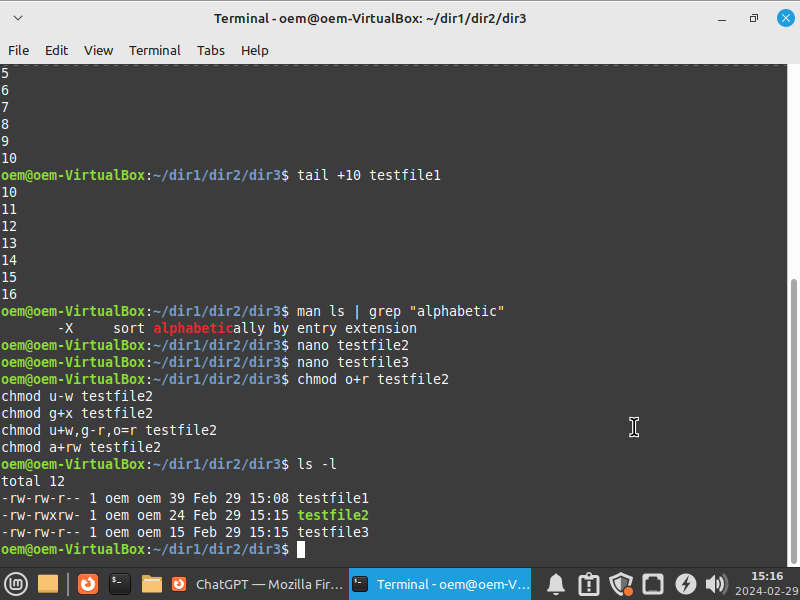 Terminal - oem@oem-VirtualBox: ~/dir1/dir2/dir3
File Edit View Terminal Tabs Help
5
6
7
8
9
10
oem@oem-VirtualBox:~/dir1/dir2/dir3$ tail +10 testfile1
10
11
12
13
14
15
16
oem@oem-VirtualBox:~/dir1/dir2/dir3$ man ls | grep "alphabetic"
       -X     sort alphabetically by entry extension
oem@oem-VirtualBox:~/dir1/dir2/dir3$ nano testfile2
oem@oem-VirtualBox:~/dir1/dir2/dir3$ nano testfile3
oem@oem-VirtualBox:~/dir1/dir2/dir3$ chmod o+r testfile2
chmod u-w testfile2
chmod g+x testfile2
chmod u+w,g-r,o=r testfile2
chmod a+rw testfile2
oem@oem-VirtualBox:~/dir1/dir2/dir3$ ls -l
total 12
-rw-rw-r-- 1 oem oem 39 Feb 29 15:08 testfile1
-rw-rwxrw- 1 oem oem 24 Feb 29 15:15 testfile2
-rw-rw-r-- 1 oem oem 15 Feb 29 15:15 testfile3
oem@oem-VirtualBox:~/dir1/dir2/dir3$
ChatGPT — Mozilla Fir... Terminal - oem@oem-V... 15:16
2024-02-29